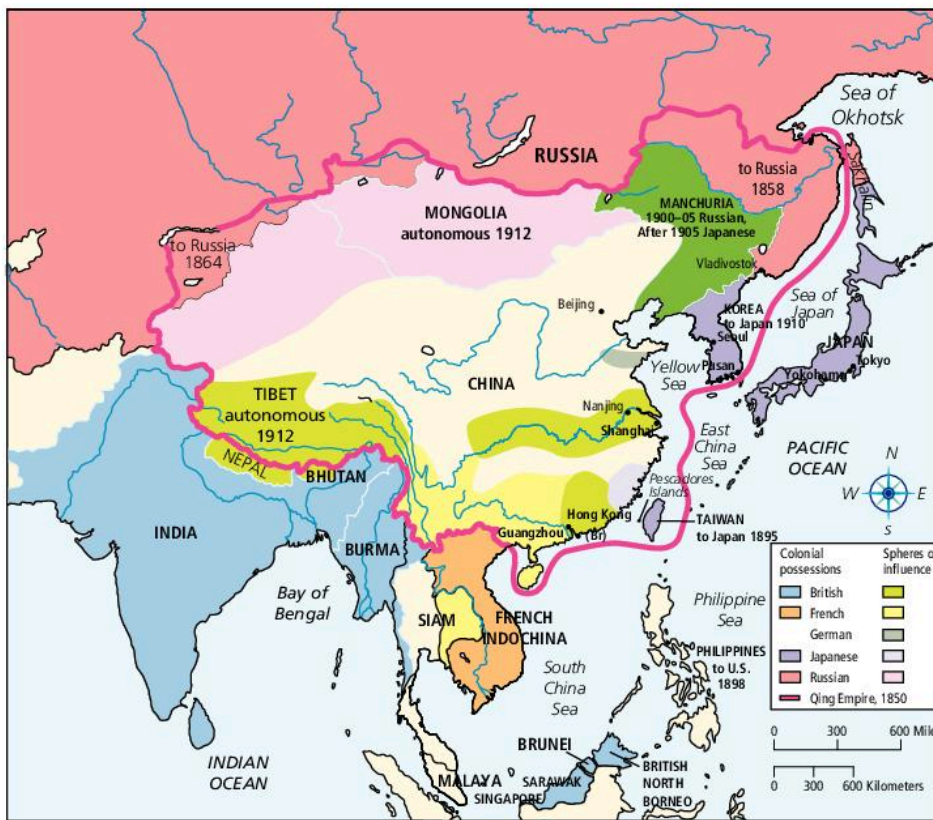 Sea of
Okhotsk
RUSSIA
to Russia
1858
Sakhalin
MONGOLIA
autonomous 1912
MANCHURIA
1900–05 Russian,
After 1905 Japanese
to Russia
1864
Vladivostok
Beijing
Sea of
Japan
KOREA
to Japan 1910
Seoul
JAPAN
Tokyo
Yokohama
Pusan
Yellow
Sea
CHINA
TIBET
autonomous
1912
Nanjing
Shanghai
East
China
Sea
PACIFIC
OCEAN
N
W
E
S
NEPAL
BHUTAN
Pescadores
Islands
Hong Kong
(Br)
Guangzhou
TAIWAN
to Japan 1895
INDIA
BURMA
Bay of
Bengal
SIAM
FRENCH
INDOCHINA
Philippine
Sea
PHILIPPINES
to U.S.
1898
South
China
Sea
INDIAN
OCEAN
BRUNEI
MALAYA
SINGAPORE
SARAWAK
BRITISH
NORTH
BORNEO
Colonial
possessions
Spheres o
influence
British
French
German
Japanese
Russian
Qing Empire, 1850
0 300 600 Mile
0 300 600 Kilometers